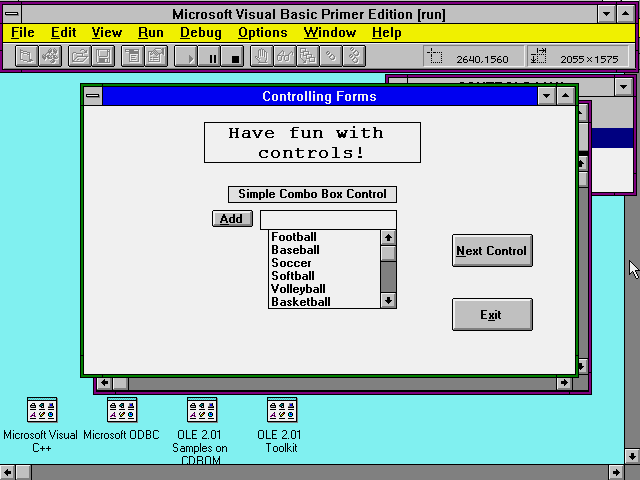 Microsoft Visual Basic Primer Edition [run]
File Edit View Run Debug Options Window Help
2640,1560 2055×1575
Controlling Forms
Have fun with
controls!
Simple Combo Box Control
Add
Football
Baseball
Soccer
Softball
Volleyball
Basketball
Next Control
Exit
Microsoft Visual
C++
Microsoft ODBC
OLE 2.01
Samples on
CDROM
OLE 2.01
Toolkit